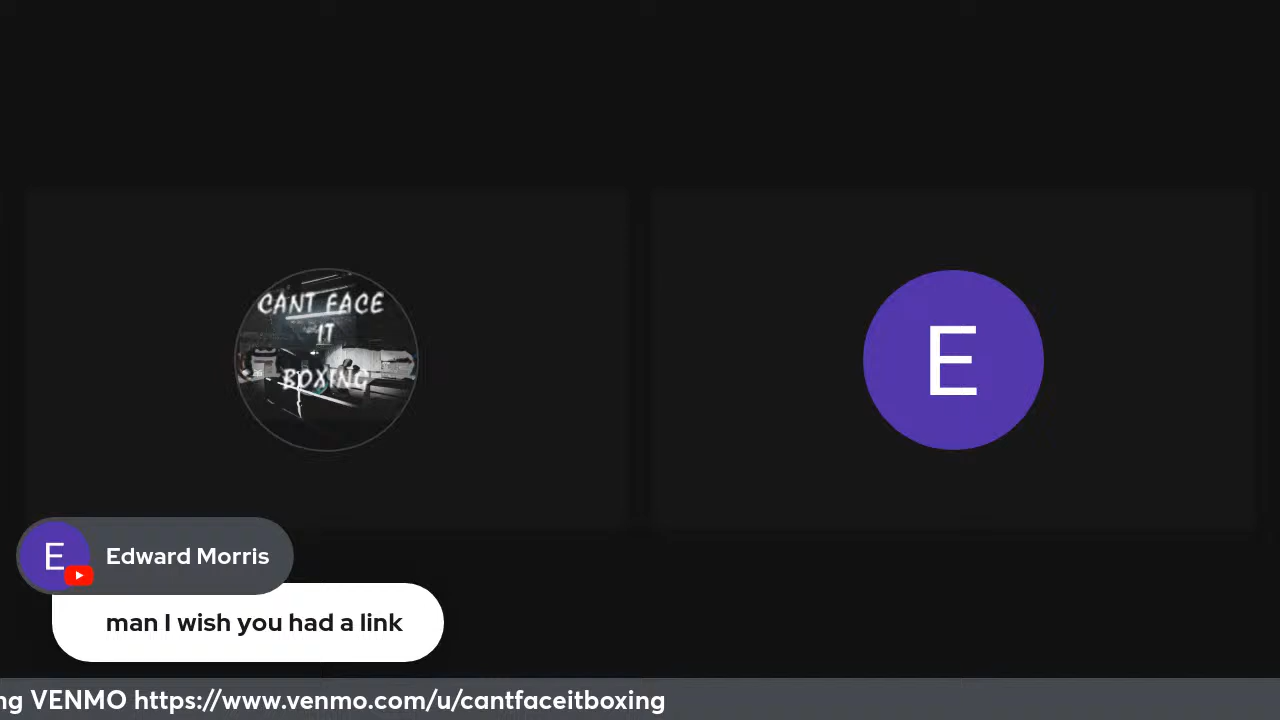 CANT FACE
IT
BOXING
E
E
Edward Morris
man I wish you had a link
ng VENMO https://www.venmo.com/u/cantfaceitboxing